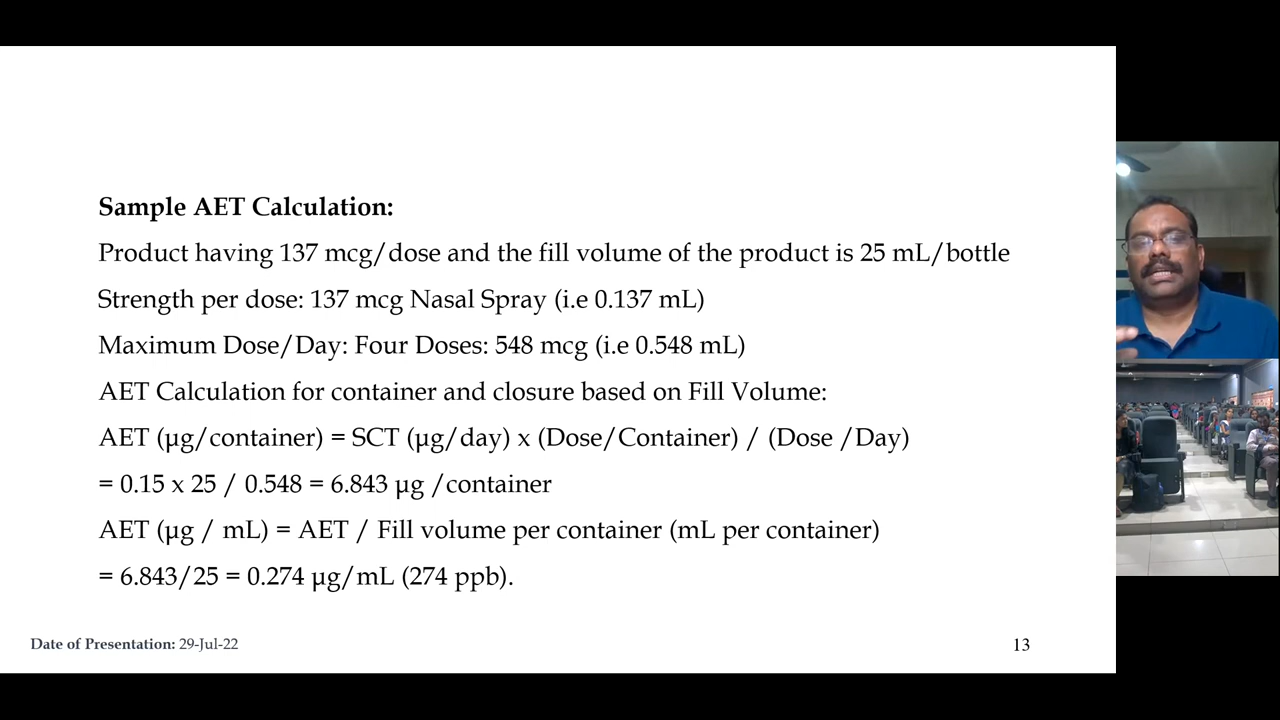 Sample AET Calculation:
Product having 137 mcg/dose and the fill volume of the product is 25 mL/bottle
Strength per dose: 137 mcg Nasal Spray (i.e 0.137 mL)
Maximum Dose/Day: Four Doses: 548 mcg (i.e 0.548 mL)
AET Calculation for container and closure based on Fill Volume:
AET (µg/container) = SCT (µg/day) x (Dose/Container) / (Dose /Day)
= 0.15 x 25 / 0.548 = 6.843 µg /container
AET (µg / mL) = AET / Fill volume per container (mL per container)
= 6.843/25 = 0.274 µg/mL (274 ppb).
Date of Presentation: 29-Jul-22
13